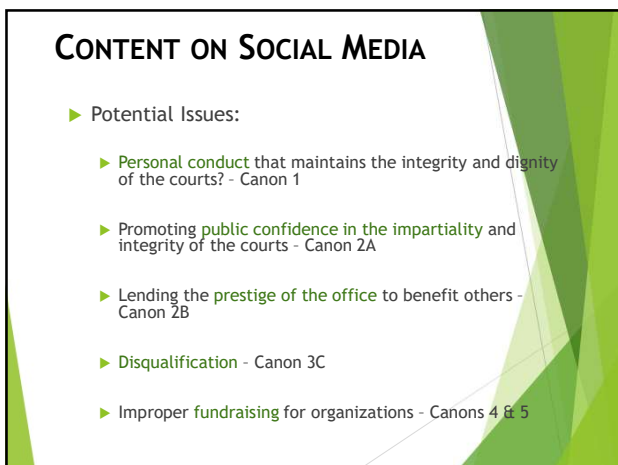 CONTENT ON SOCIAL MEDIA
Potential Issues:
Personal conduct that maintains the integrity and dignity
of the courts? – Canon 1
Promoting public confidence in the impartiality and
integrity of the courts – Canon 2A
Lending the prestige of the office to benefit others –
Canon 2B
Disqualification – Canon 3C
Improper fundraising for organizations – Canons 4 & 5